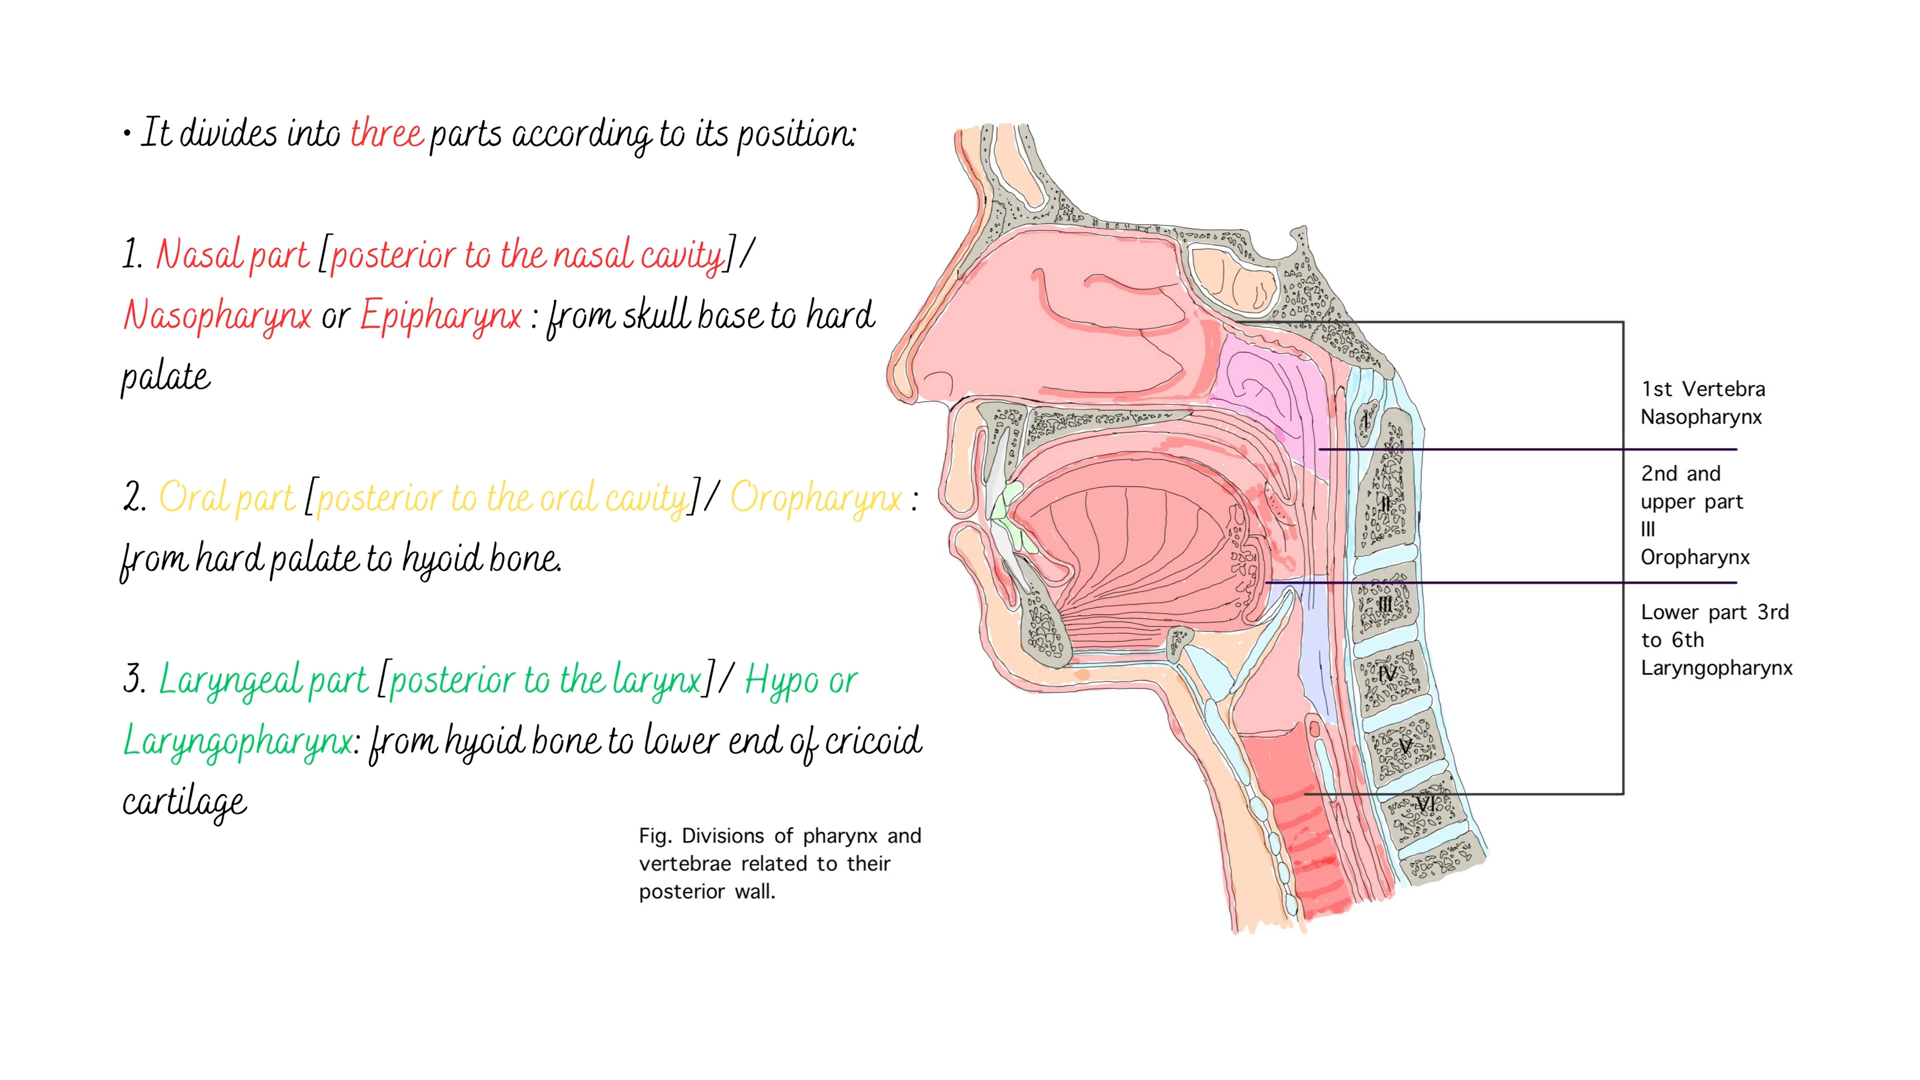 • It divides into three parts according to its position:
1. Nasal part [posterior to the nasal cavity]/
Nasopharynx or Epipharynx : from skull base to hard
palate
2. Oral part [posterior to the oral cavity]/ Oropharynx :
from hard palate to hyoid bone.
3. Laryngeal part [posterior to the larynx]/ Hypo or
Laryngopharynx: from hyoid bone to lower end of cricoid
cartilage
Fig. Divisions of pharynx and
vertebrae related to their
posterior wall.
I
II
III
IV
V
VI
1st Vertebra
Nasopharynx
2nd and
upper part
III
Oropharynx
Lower part 3rd
to 6th
Laryngopharynx